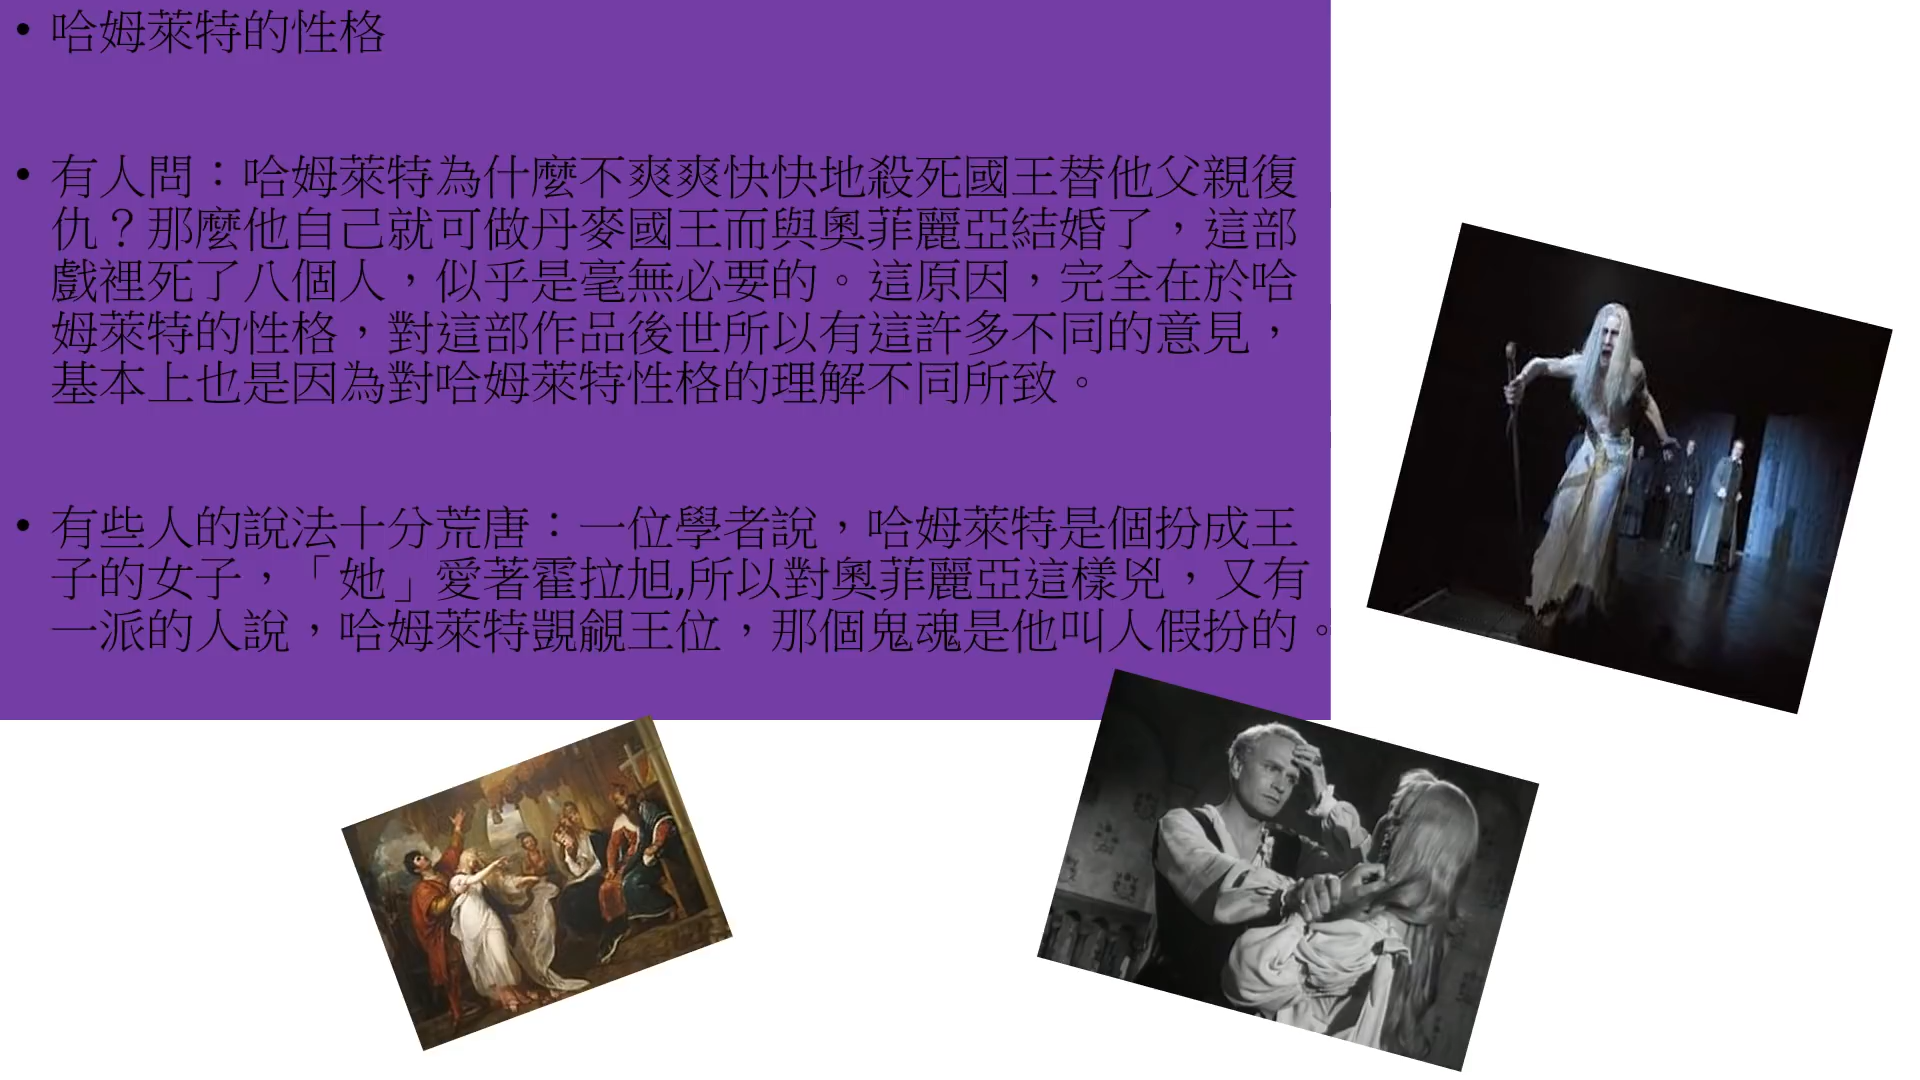 • 哈姆萊特的性格
• 有人問：哈姆萊特為什麼不爽爽快快地殺死國王替他父親復
仇？那麼他自己就可做丹麥國王而與奧菲麗亞結婚了，這部
戲裡死了八個人，似乎是毫無必要的。這原因，完全在於哈
姆萊特的性格，對這部作品後世所以有這許多不同的意見，
基本上也是因為對哈姆萊特性格的理解不同所致。
• 有些人的說法十分荒唐：一位學者說，哈姆萊特是個扮成王
子的女子，「她」愛著霍拉旭,所以對奧菲麗亞這樣兇，又有
一派的人說，哈姆萊特覬覦王位，那個鬼魂是他叫人假扮的。